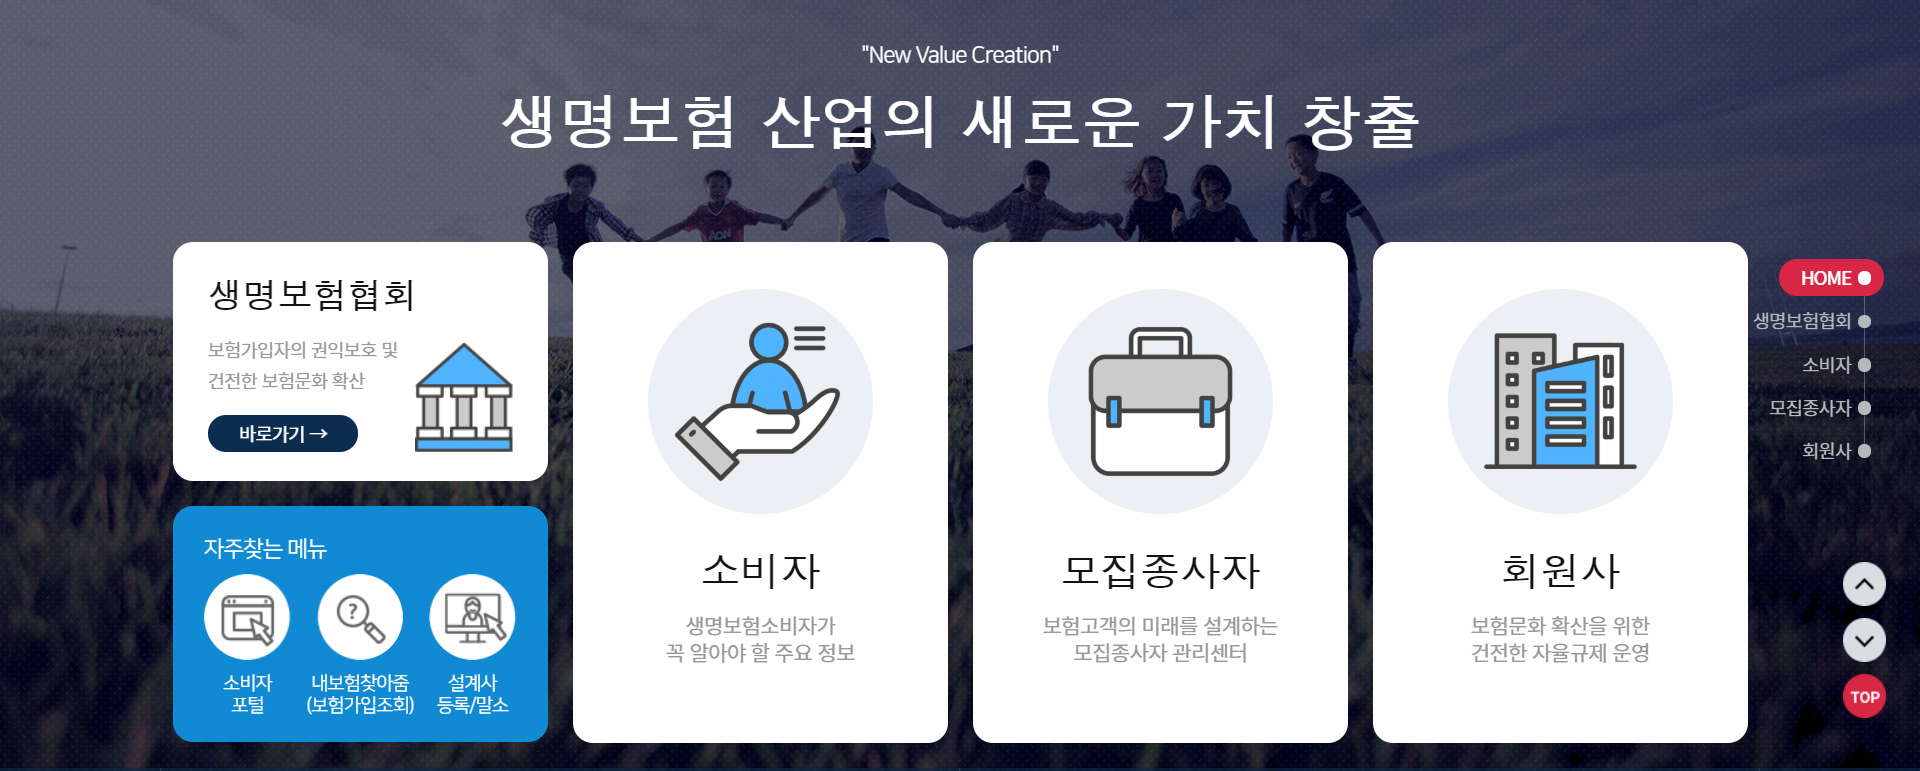 "New Value Creation"
생명보험 산업의 새로운 가치 창출
생명보험협회
보험가입자의 권익보호 및
건전한 보험문화 확산
바로가기 →
자주찾는 메뉴
소비자
포털
내보험찾아줌
(보험가입조회)
설계사
등록/말소
소비자
생명보험소비자가
꼭 알아야 할 주요 정보
모집종사자
보험고객의 미래를 설계하는
모집종사자 관리센터
회원사
보험문화 확산을 위한
건전한 자율규제 운영
HOME
생명보험협회
소비자
모집종사자
회원사
TOP
AON
?